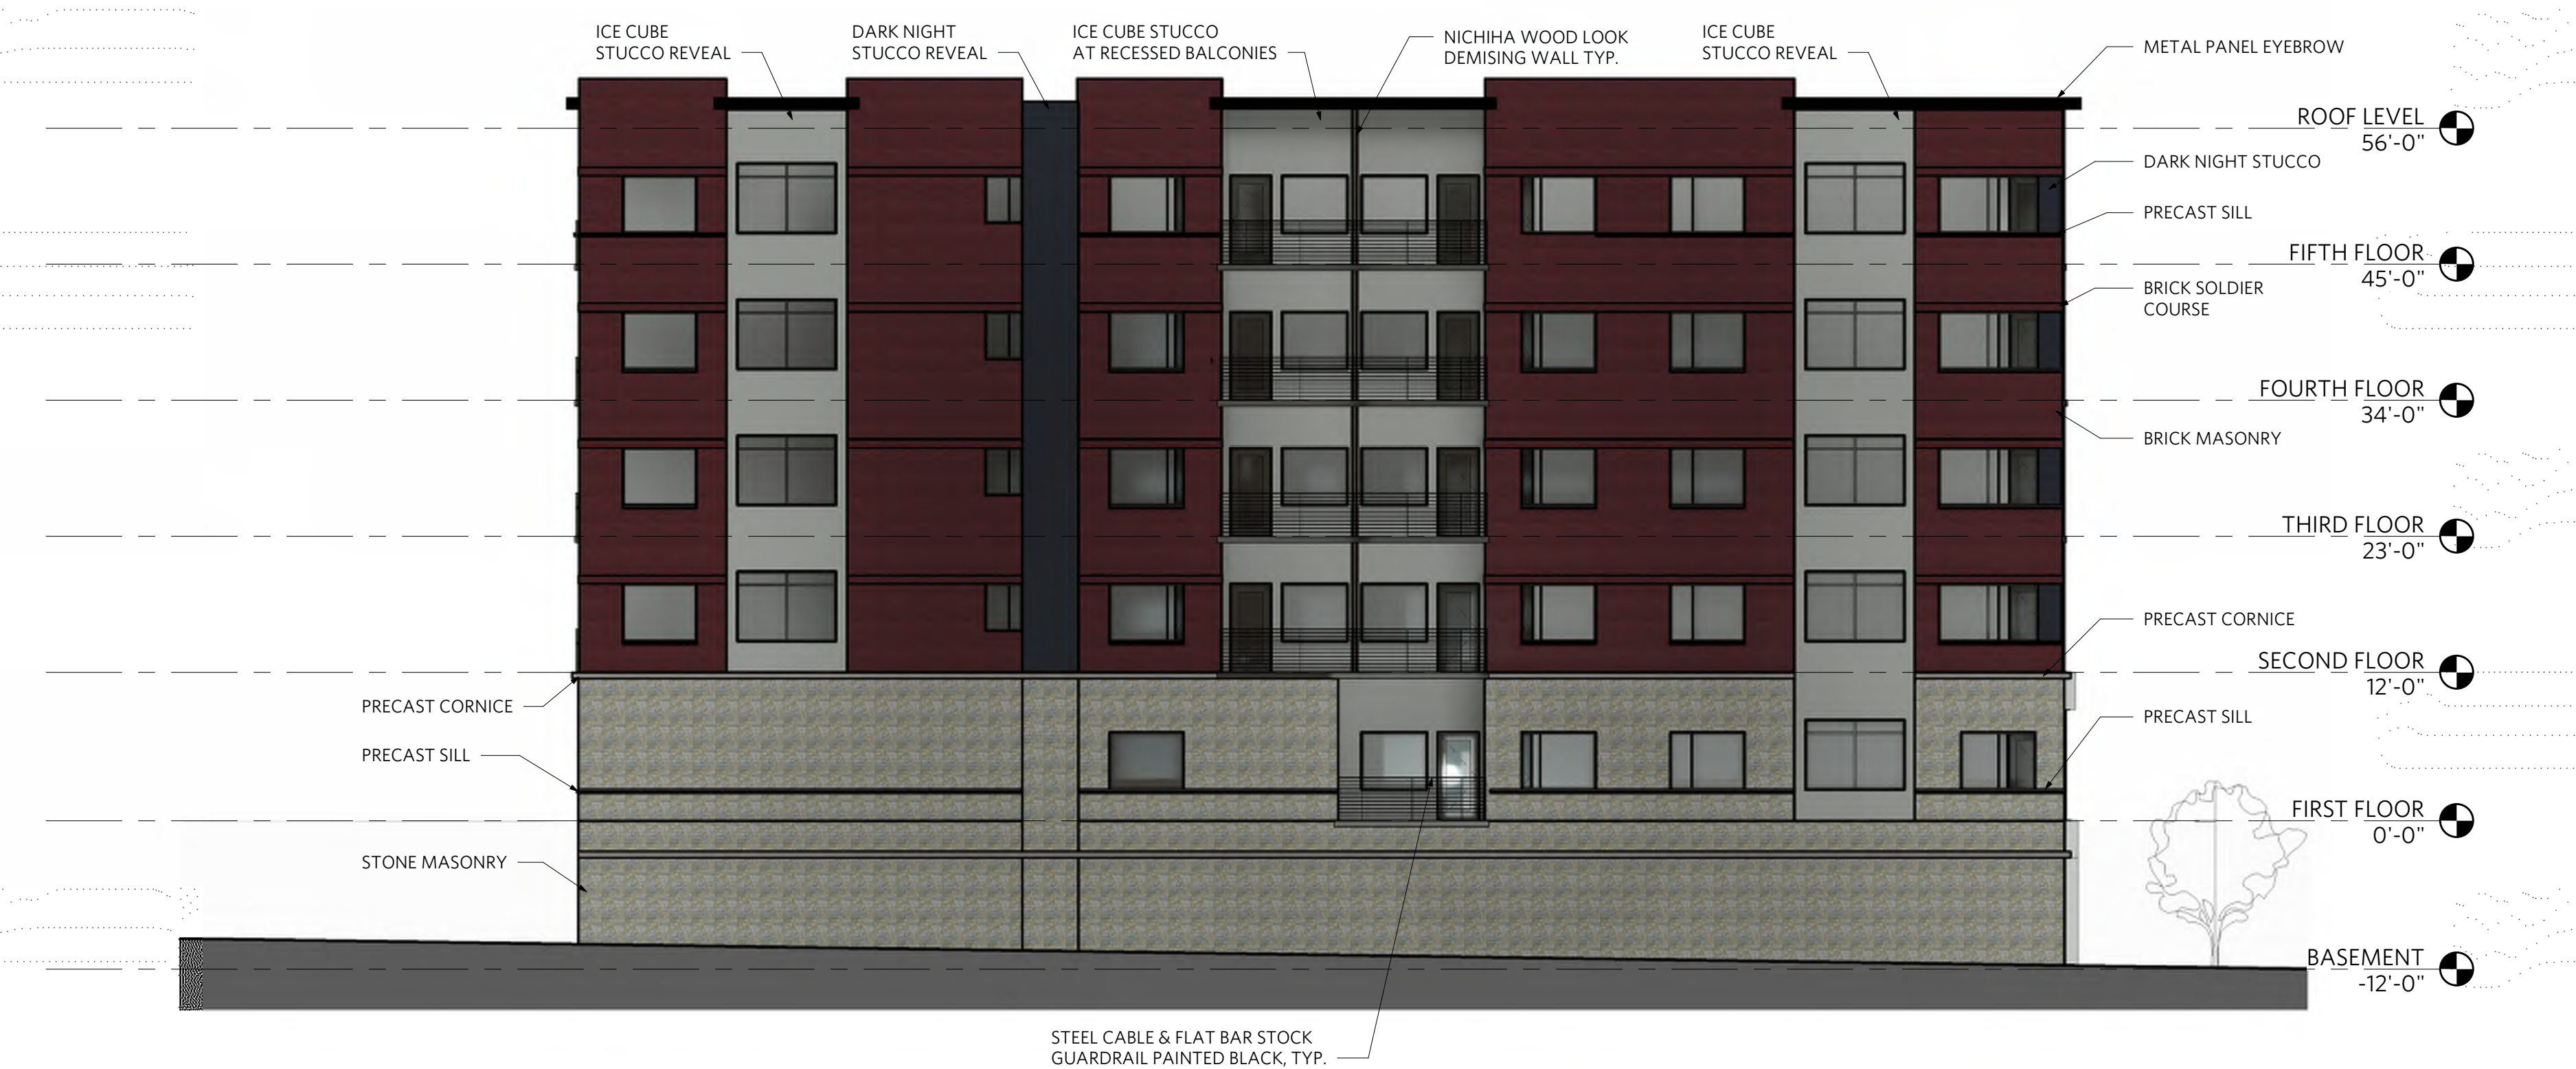 ICE CUBE
STUCCO REVEAL
DARK NIGHT
STUCCO REVEAL
ICE CUBE STUCCO
AT RECESSED BALCONIES
NICHIHA WOOD LOOK
DEMISING WALL TYP.
ICE CUBE
STUCCO REVEAL
METAL PANEL EYEBROW
ROOF LEVEL
56'-0"
DARK NIGHT STUCCO
PRECAST SILL
FIFTH FLOOR
45'-0"
BRICK SOLDIER
COURSE
FOURTH FLOOR
34'-0"
BRICK MASONRY
THIRD FLOOR
23'-0"
PRECAST CORNICE
SECOND FLOOR
12'-0"
PRECAST CORNICE
PRECAST SILL
PRECAST SILL
FIRST FLOOR
0'-0"
STONE MASONRY
BASEMENT
-12'-0"
STEEL CABLE & FLAT BAR STOCK
GUARDRAIL PAINTED BLACK, TYP.